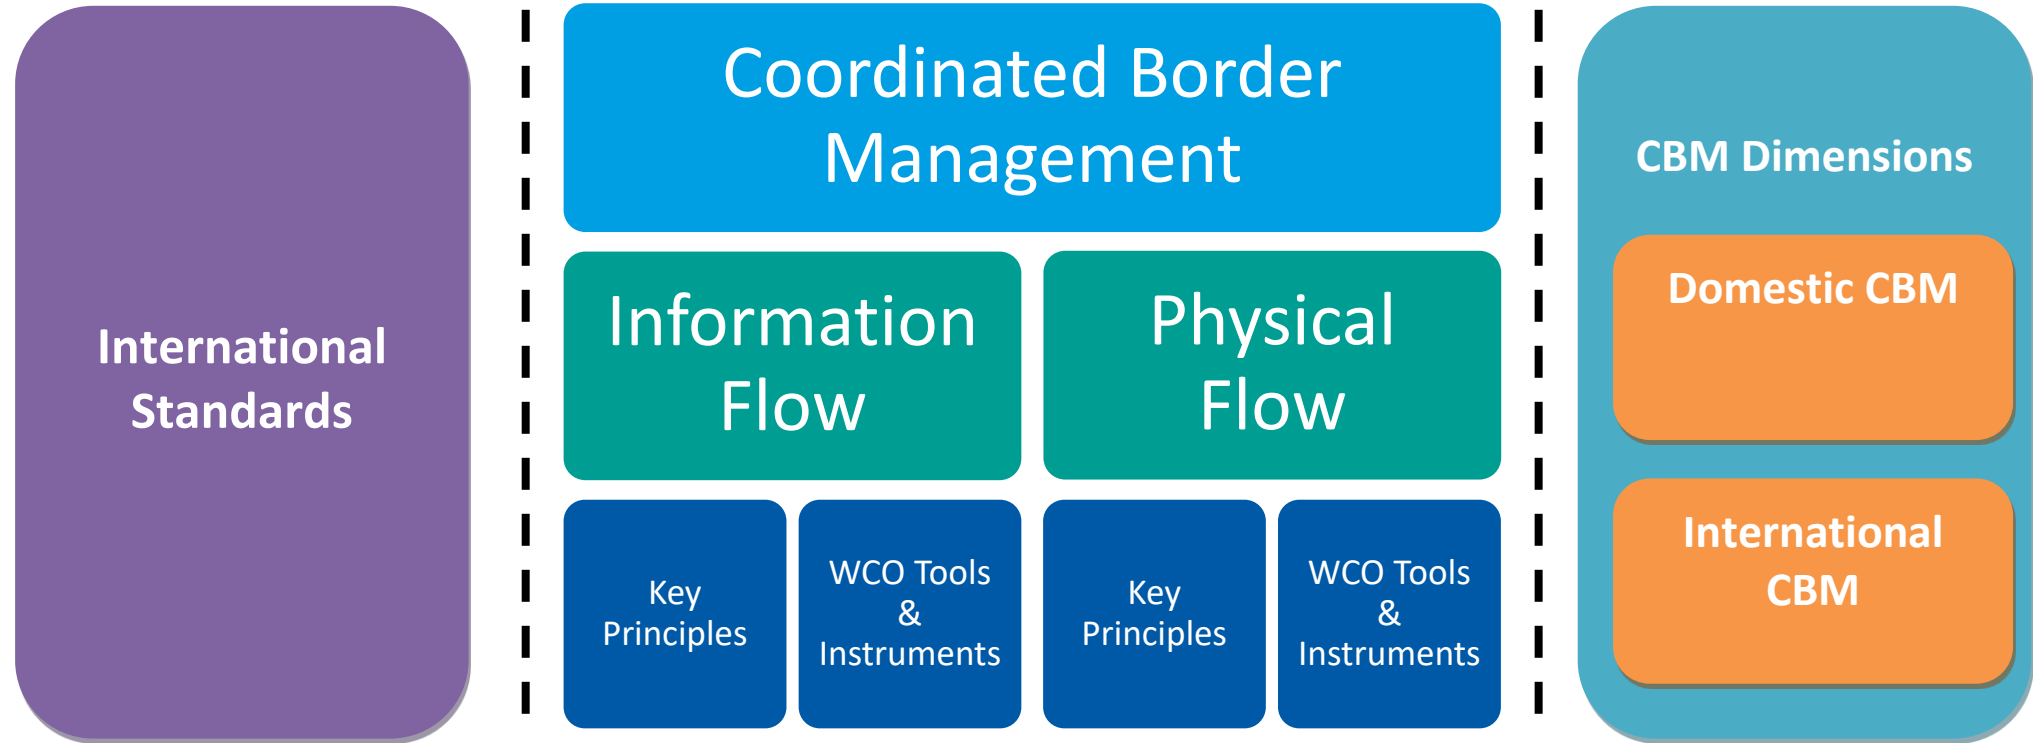 International
Standards
Coordinated Border
Management
Information
Flow
Physical
Flow
Key
Principles
WCO Tools
&
Instruments
Key
Principles
WCO Tools
&
Instruments
CBM Dimensions
Domestic CBM
International
CBM